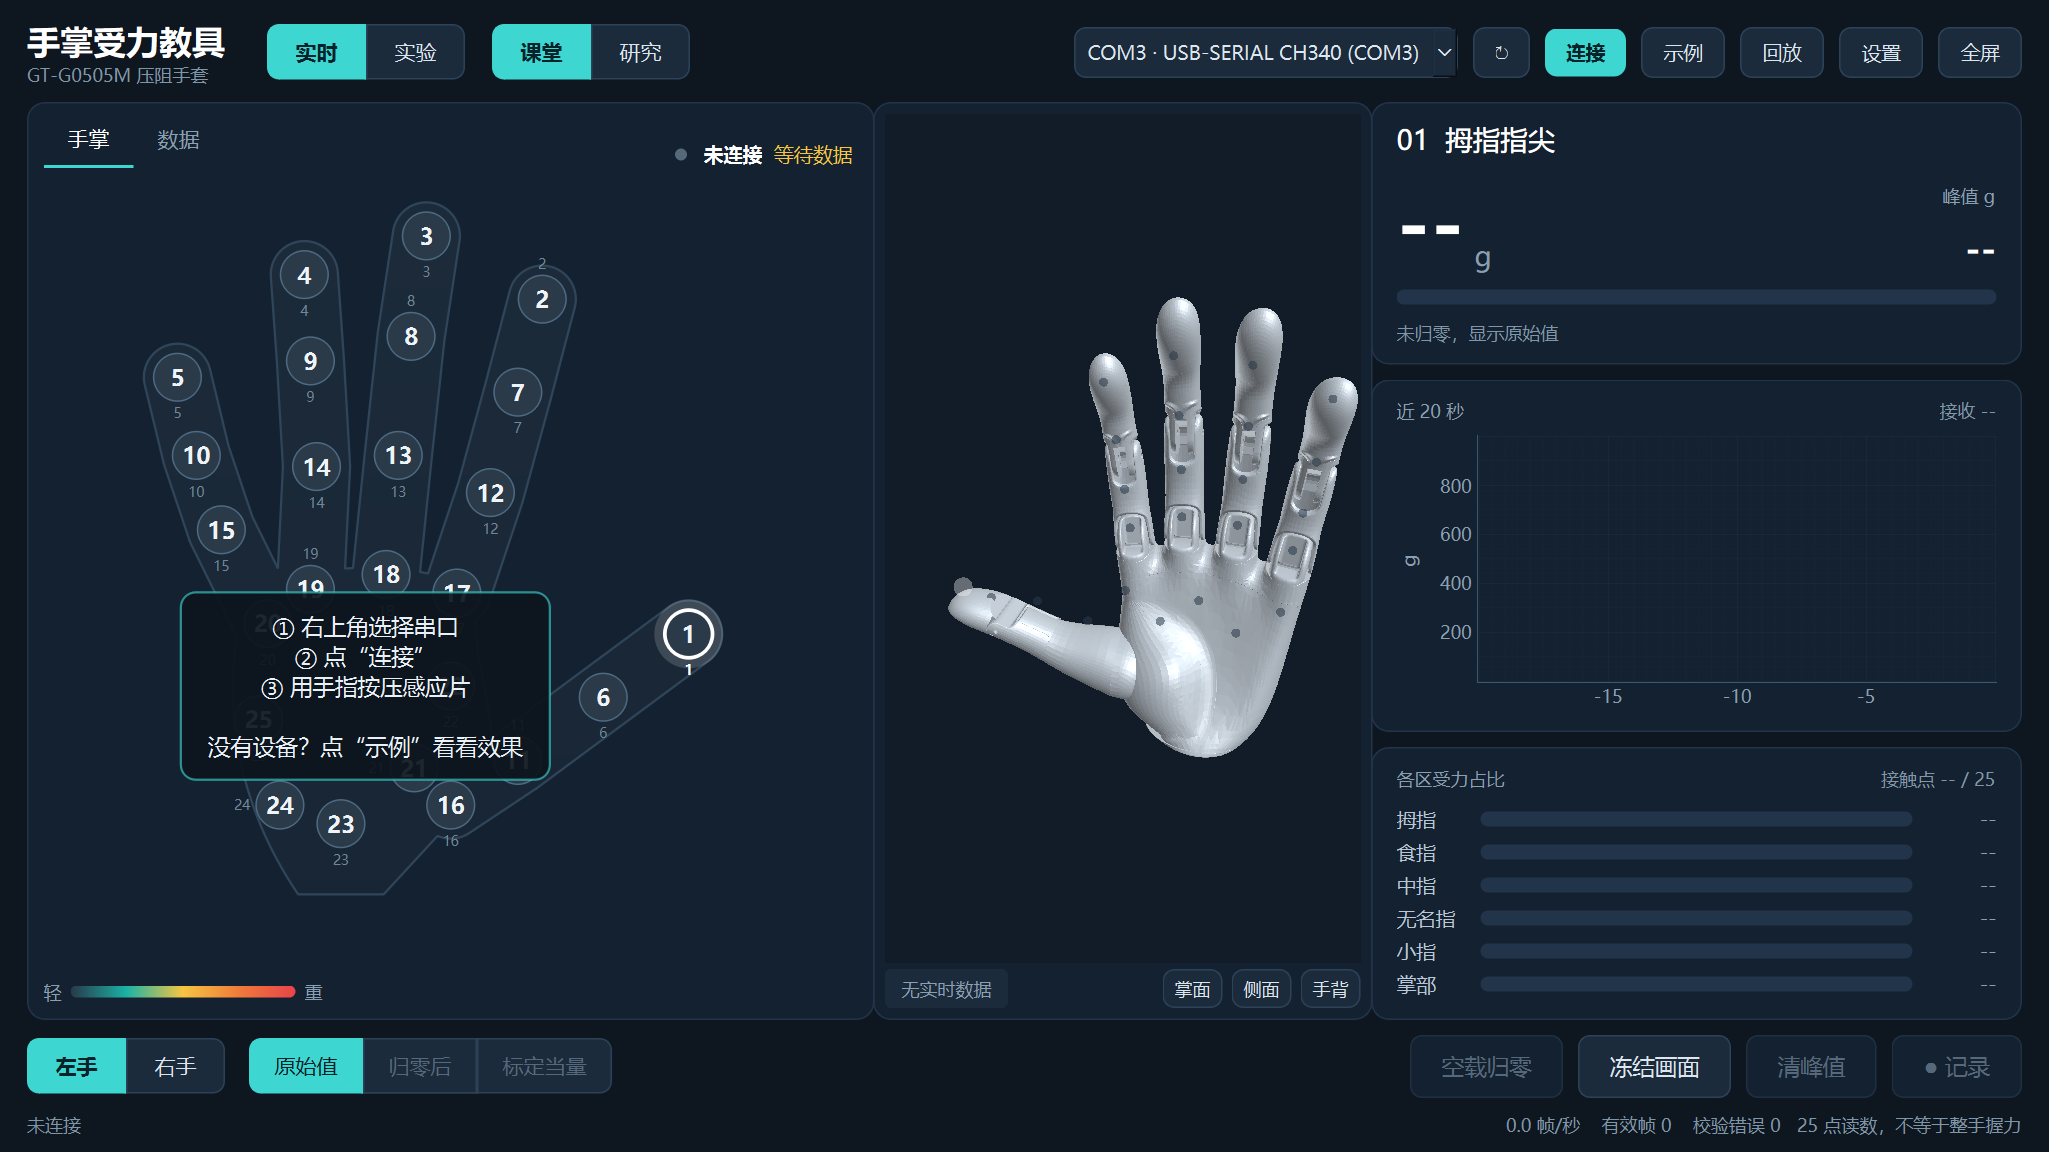 手掌受力教具
GT-G0505M 压阻手套
实时 实验 课堂 研究
COM3 · USB-SERIAL CH340 (COM3)
↻ 连接 示例 回放 设置 全屏
手掌 数据
未连接 等待数据
3
3
4
4
2
2
8
8
9
9
5
5
7
7
10
10
13
13
14
14
12
12
15
15
19
19
18
17
① 右上角选择串口
② 点“连接”
③ 用手指按压感应片
没有设备？点“示例”看看效果
20
20
25
22
21
11
11
1
1
6
6
24
24
23
23
16
16
轻 重
无实时数据
掌面 侧面 手背
01 拇指指尖
峰值 g
-- g
--
未归零，显示原始值
近 20 秒 接收 --
g
800
600
400
200
-15 -10 -5
各区受力占比 接触点 -- / 25
拇指 --
食指 --
中指 --
无名指 --
小指 --
掌部 --
左手 右手 原始值 归零后 标定当量
空载归零 冻结画面 清峰值 ● 记录
未连接
0.0 帧/秒 有效帧 0 校验错误 0 25 点读数，不等于整手握力